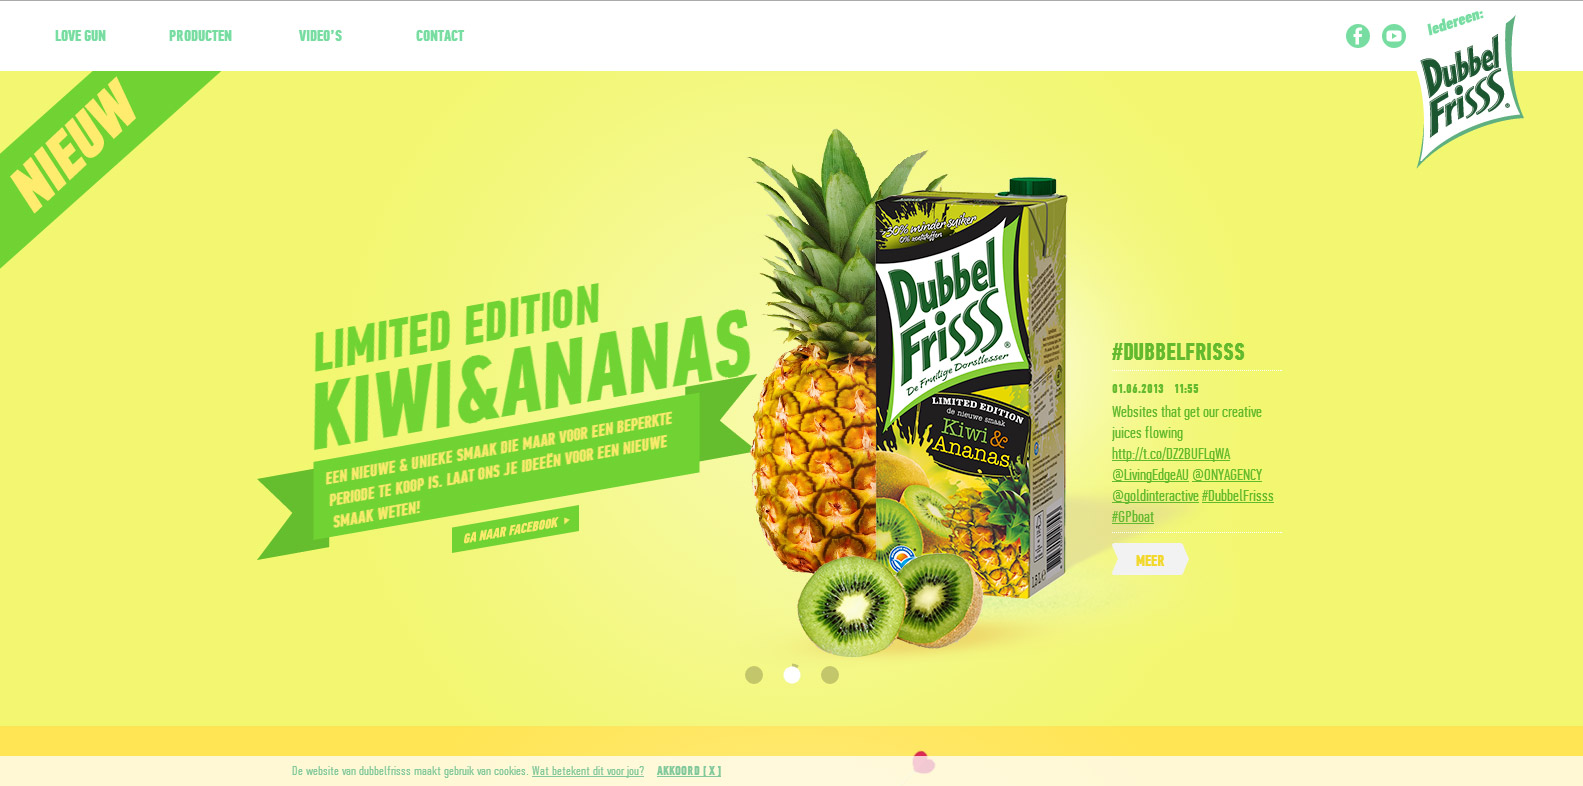 LOVE GUN
PRODUCTEN
VIDEO'S
CONTACT
Iedereen:
Dubbel
Frisss®
NIEUW
30% minder suiker
0% zoetstoffen
Dubbel
Frisss®
De Fruitige Dorstlesser
LIMITED EDITION
de nieuwe smaak
Kiwi &
Ananas
LIMITED EDITION
KIWI&ANANAS
EEN NIEUWE & UNIEKE SMAAK DIE MAAR VOOR EEN BEPERKTE
PERIODE TE KOOP IS. LAAT ONS JE IDEEËN VOOR EEN NIEUWE
SMAAK WETEN!
GA NAAR FACEBOOK
#DUBBELFRISSS
01.06.2013 11:55
Websites that get our creative
juices flowing
http://t.co/DZ2BUFLqWA
@LivingEdgeAU @ONYAGENCY
@goldinteractive #DubbelFrisss
#GPboat
MEER
1.5L e
De website van dubbelfrisss maakt gebruik van cookies. Wat betekent dit voor jou? AKKOORD [ X ]